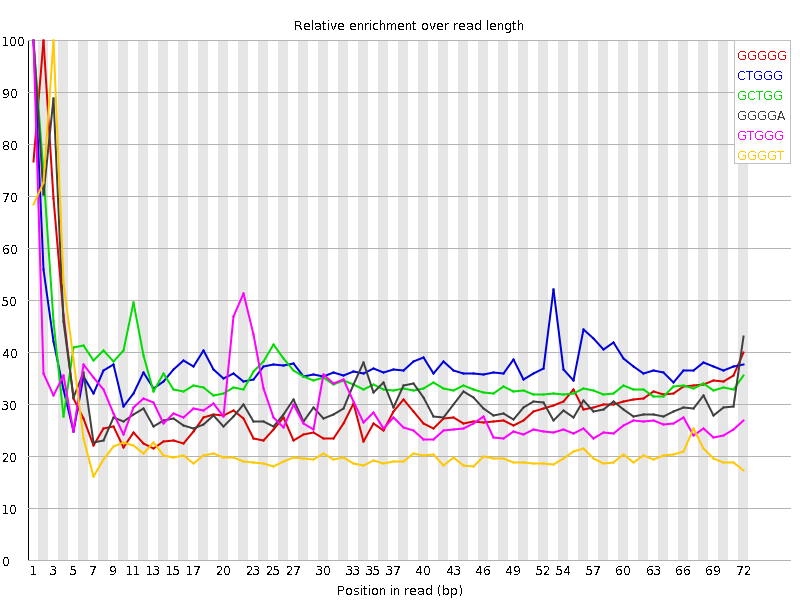 Relative enrichment over read length
100
90
80
70
60
50
40
30
20
10
0
GGGGG
CTGGG
GCTGG
GGGGA
GTGGG
GGGGT
1 3 5 7 9 11 13 15 17 20 23 25 27 30 33 35 37 40 43 46 49 52 54 57 60 63 66 69 72
Position in read (bp)